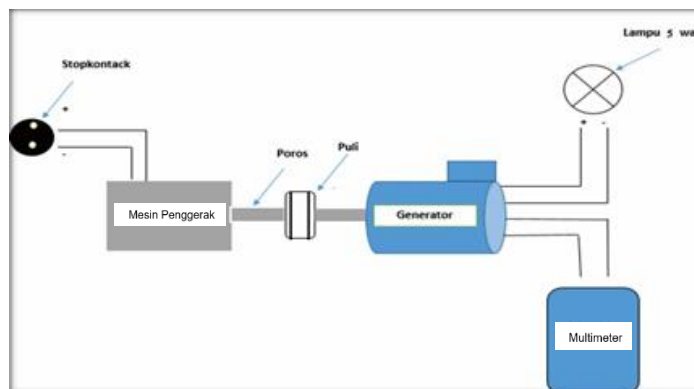 Lampu 5 wa
Stopkontack
+
-
+ -
Puli
Poros
Mesin Penggerak
Generator
Multimeter